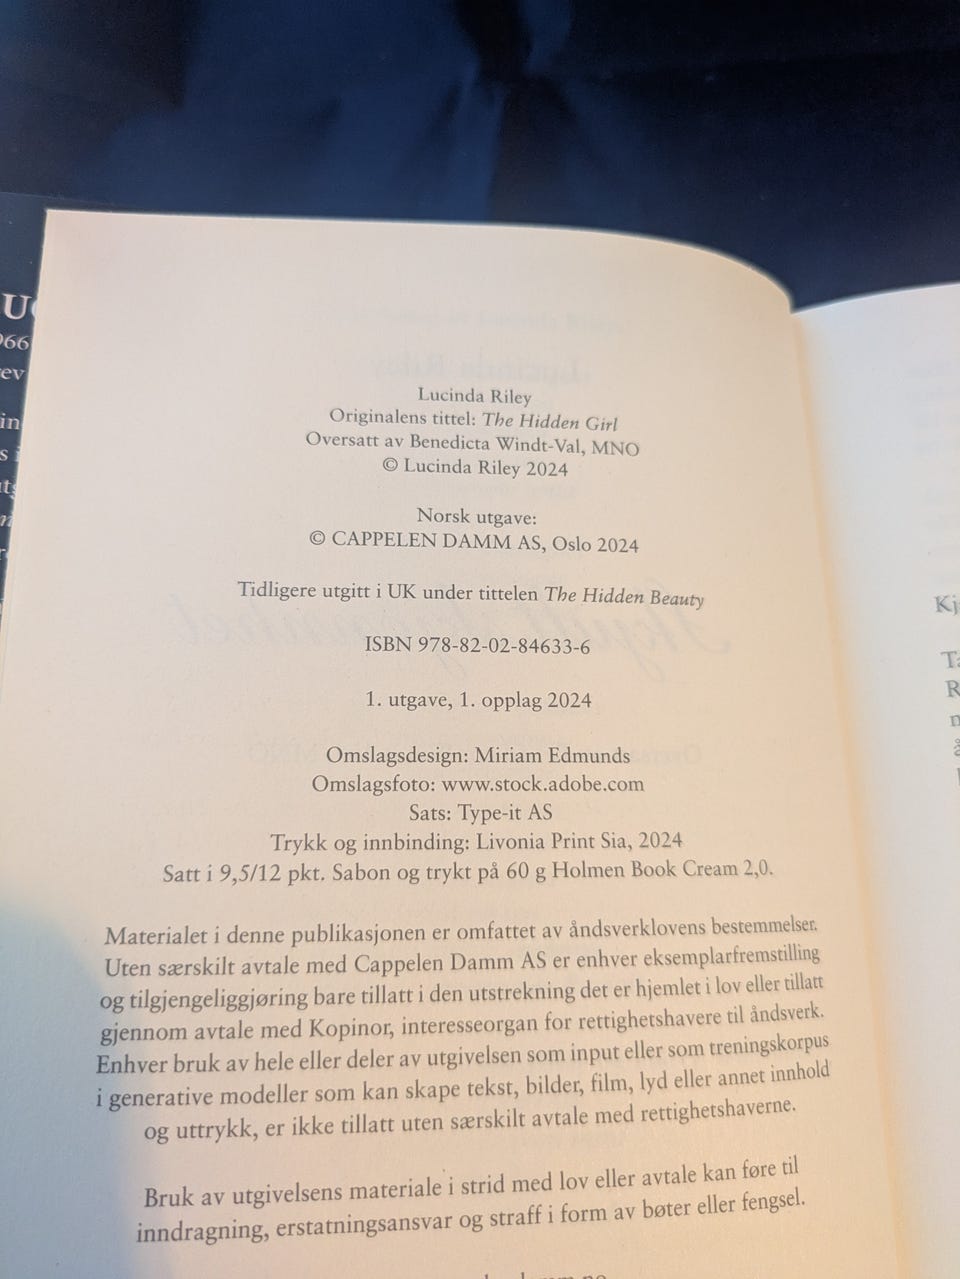 Lucinda Riley
Originalens tittel: The Hidden Girl
Oversatt av Benedicta Windt-Val, MNO
© Lucinda Riley 2024
Norsk utgave:
© CAPPELEN DAMM AS, Oslo 2024
Tidligere utgitt i UK under tittelen The Hidden Beauty
ISBN 978-82-02-84633-6
1. utgave, 1. opplag 2024
Omslagsdesign: Miriam Edmunds
Omslagsfoto: www.stock.adobe.com
Sats: Type-it AS
Trykk og innbinding: Livonia Print Sia, 2024
Satt i 9,5/12 pkt. Sabon og trykt på 60 g Holmen Book Cream 2,0.
Materialet i denne publikasjonen er omfattet av åndsverklovens bestemmelser.
Uten særskilt avtale med Cappelen Damm AS er enhver eksemplarfremstilling
og tilgjengeliggjøring bare tillatt i den utstrekning det er hjemlet i lov eller tillatt
gjennom avtale med Kopinor, interesseorgan for rettighetshavere til åndsverk.
Enhver bruk av hele eller deler av utgivelsen som input eller som treningskorpus
i generative modeller som kan skape tekst, bilder, film, lyd eller annet innhold
og uttrykk, er ikke tillatt uten særskilt avtale med rettighetshaverne.
Bruk av utgivelsens materiale i strid med lov eller avtale kan føre til
inndragning, erstatningsansvar og straff i form av bøter eller fengsel.